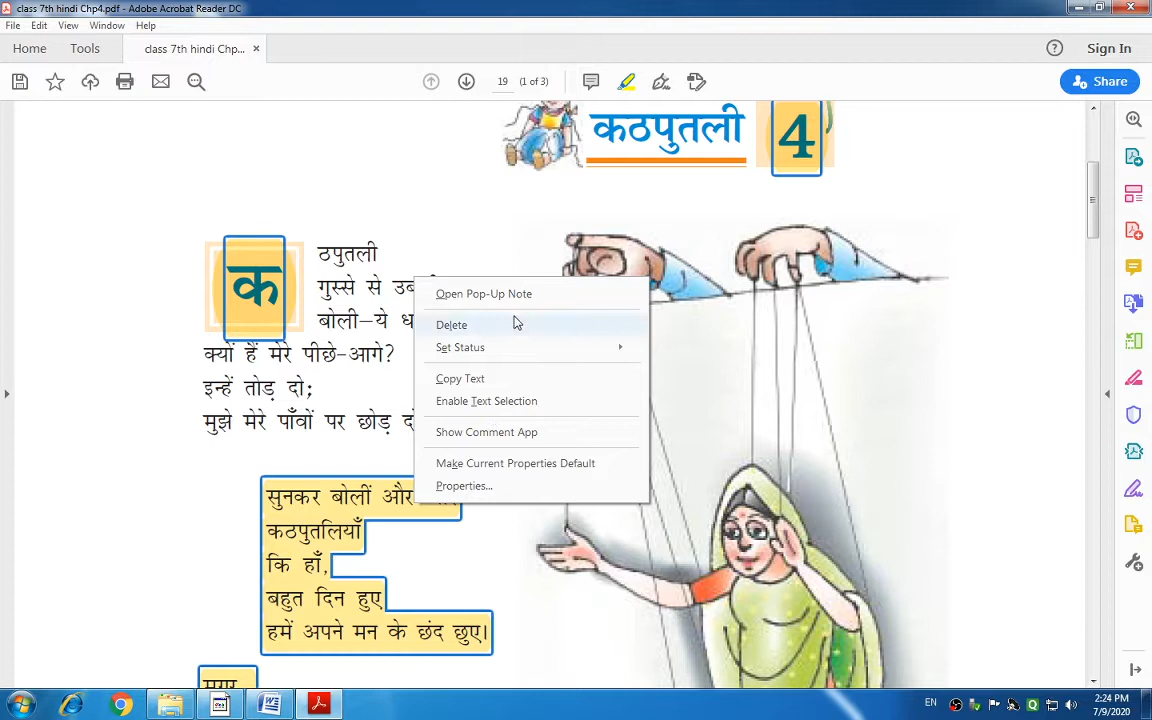 class 7th hindi Chp4.pdf - Adobe Acrobat Reader DC
File Edit View Window Help
Home Tools class 7th hindi Chp... × Sign In
19 (1 of 3) Share
कठपुतली 4
क
ठपुतली
गुस्से से
बोली–ये
क्यों हैं मेरे पीछे-आगे?
इन्हें तोड़ दो;
मुझे मेरे पाँवों पर छोड़
Open Pop-Up Note
Delete
Set Status
Copy Text
Enable Text Selection
Show Comment App
Make Current Properties Default
Properties...
सुनकर बोलीं और
कठपुतलियाँ
कि हाँ,
बहुत दिन हुए
हमें अपने मन के छंद छुए।
मगर
EN 2:24 PM
7/9/2020